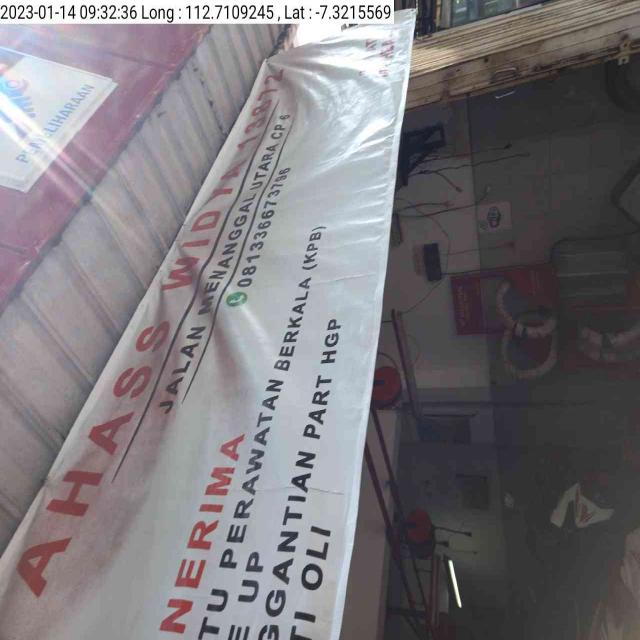 2023-01-14 09:32:36 Long : 112.7109245 , Lat : -7.3215569
PEMELIHARAAN
AHASS WIDYA
JALAN MENANGGAL UTARA CP 6
081336673786
NERIMA
TU PERAWATAN BERKALA (KPB)
E UP
GGANTIAN PART HGP
TI OLI